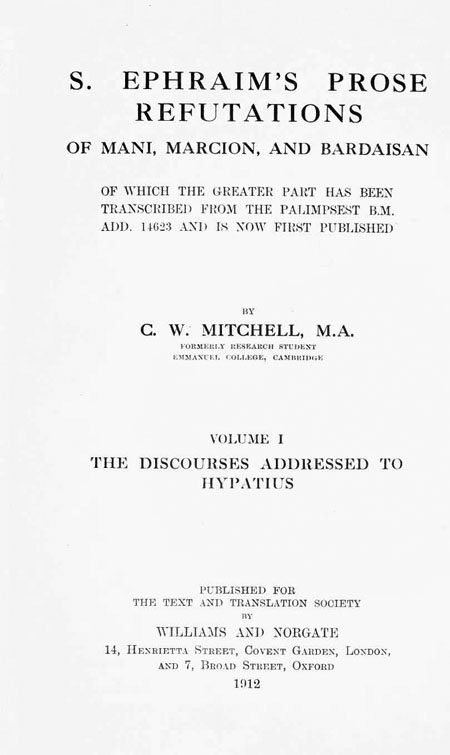 S. EPHRAIM'S PROSE
REFUTATIONS
OF MANI, MARCION, AND BARDAISAN
OF WHICH THE GREATER PART HAS BEEN
TRANSCRIBED FROM THE PALIMPSEST B.M.
ADD. 14623 AND IS NOW FIRST PUBLISHED
BY
C. W. MITCHELL, M.A.
FORMERLY RESEARCH STUDENT
EMMANUEL COLLEGE, CAMBRIDGE
VOLUME I
THE DISCOURSES ADDRESSED TO
HYPATIUS
PUBLISHED FOR
THE TEXT AND TRANSLATION SOCIETY
BY
WILLIAMS AND NORGATE
14, HENRIETTA STREET, COVENT GARDEN, LONDON,
AND 7, BROAD STREET, OXFORD
1912